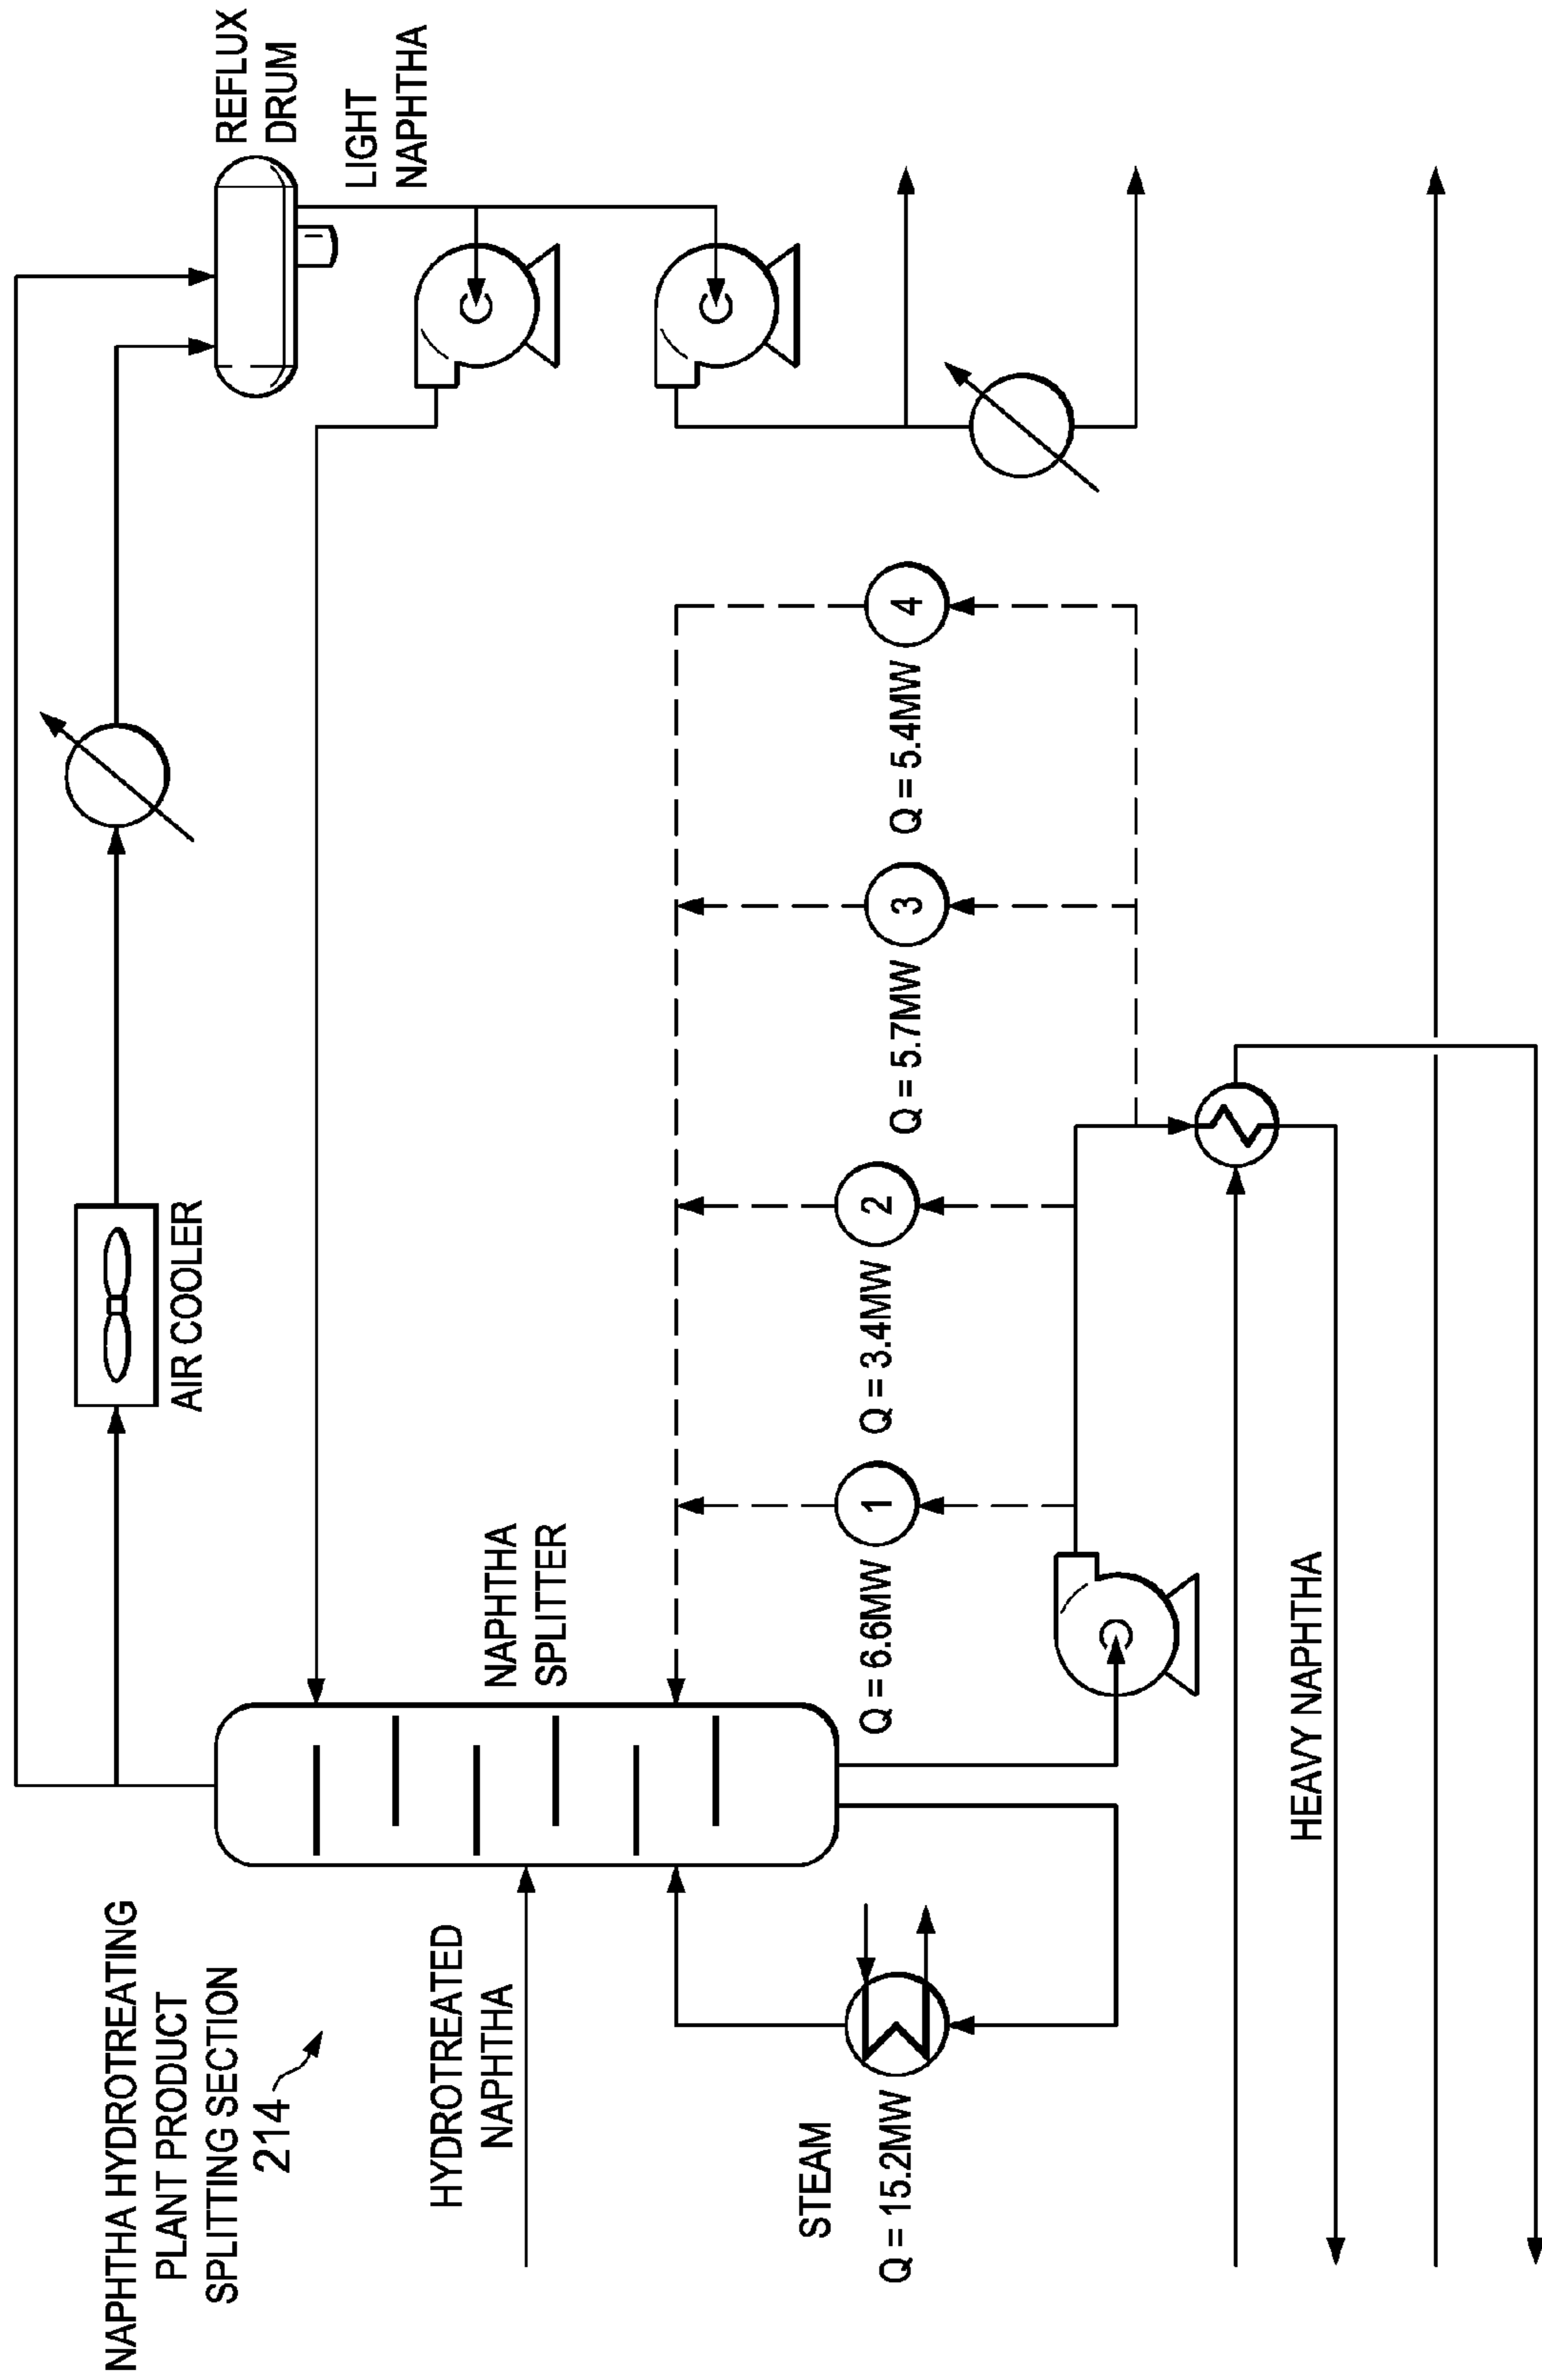 NAPHTHA HYDROTREATING
PLANT PRODUCT
SPLITTING SECTION
214
AIR COOLER
REFLUX
DRUM
LIGHT
NAPHTHA
HYDROTREATED
NAPHTHA
NAPHTHA
SPLITTER
STEAM
Q = 15.2MW
1
Q = 6.6MW
2
Q = 3.4MW
3
Q = 5.7MW
4
Q = 5.4MW
HEAVY NAPHTHA